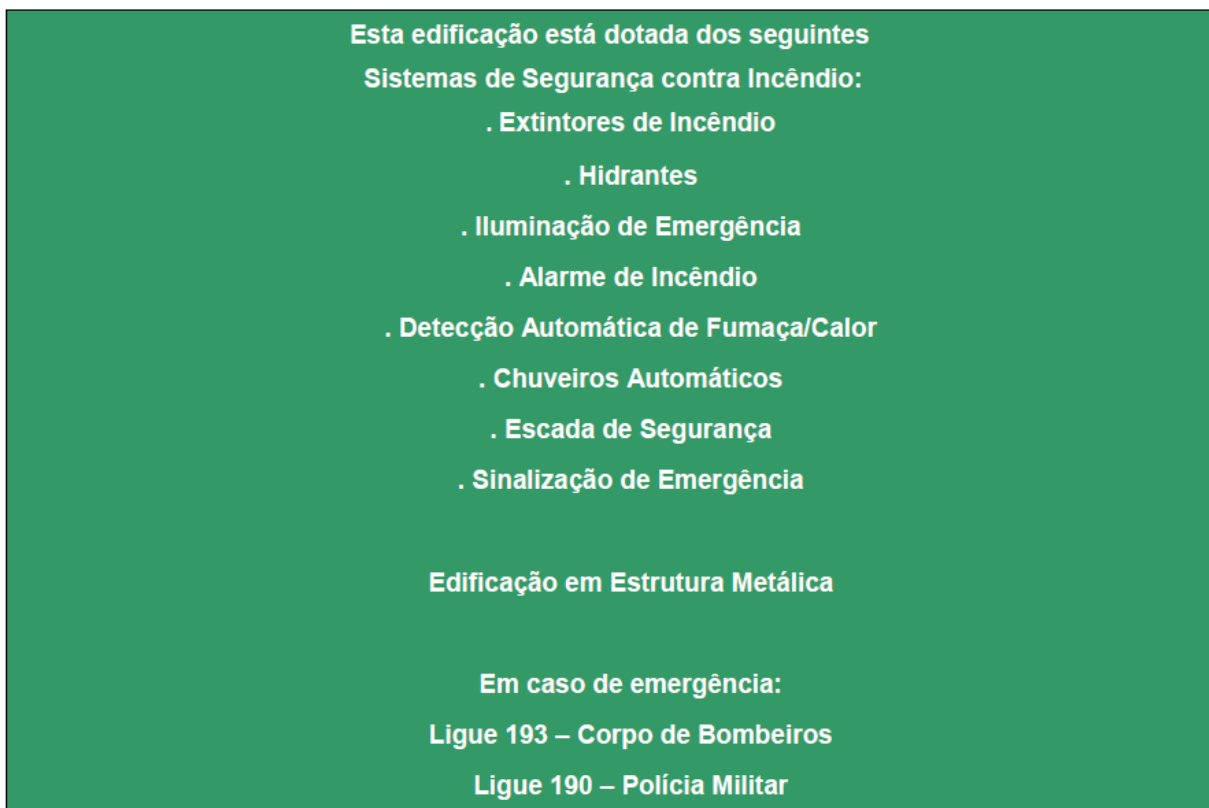 Esta edificação está dotada dos seguintes
Sistemas de Segurança contra Incêndio:
. Extintores de Incêndio
. Hidrantes
. Iluminação de Emergência
. Alarme de Incêndio
. Detecção Automática de Fumaça/Calor
. Chuveiros Automáticos
. Escada de Segurança
. Sinalização de Emergência
Edificação em Estrutura Metálica
Em caso de emergência:
Ligue 193 – Corpo de Bombeiros
Ligue 190 – Polícia Militar